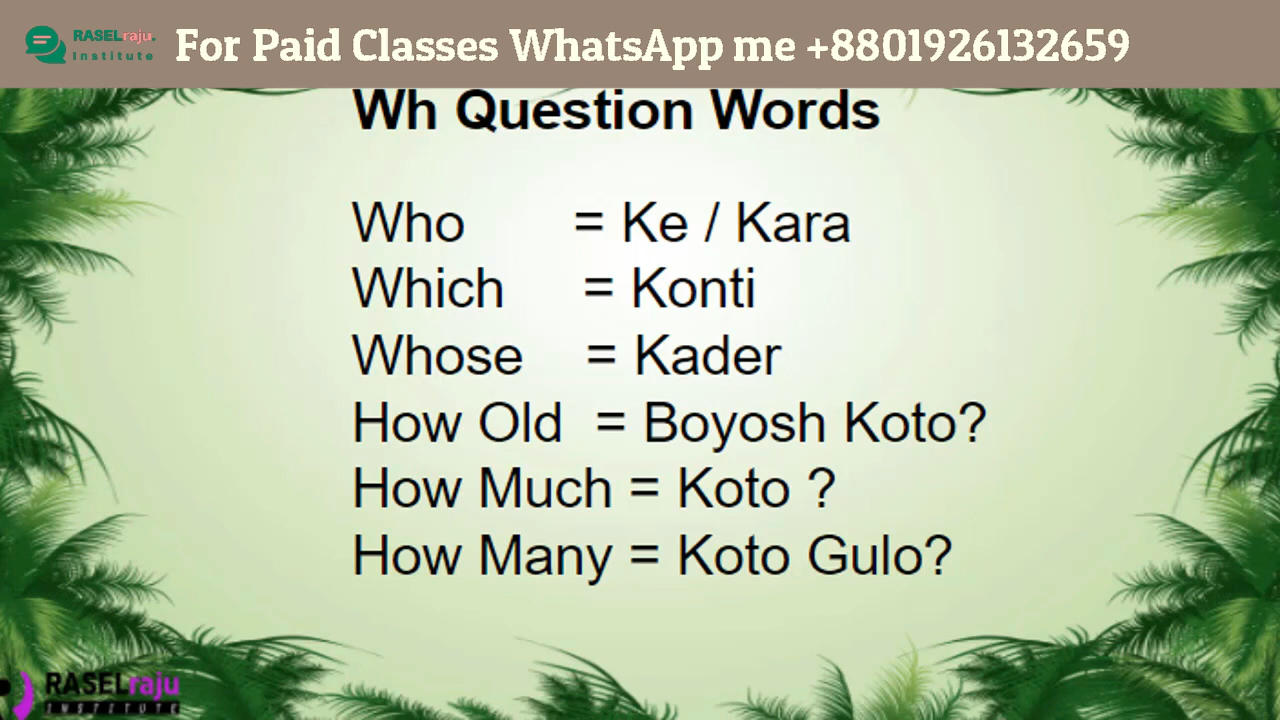 RASELraju.
Institute
For Paid Classes WhatsApp me +8801926132659
Wh Question Words
Who = Ke / Kara
Which = Konti
Whose = Kader
How Old = Boyosh Koto?
How Much = Koto ?
How Many = Koto Gulo?
RASELraju
INSTITUTE